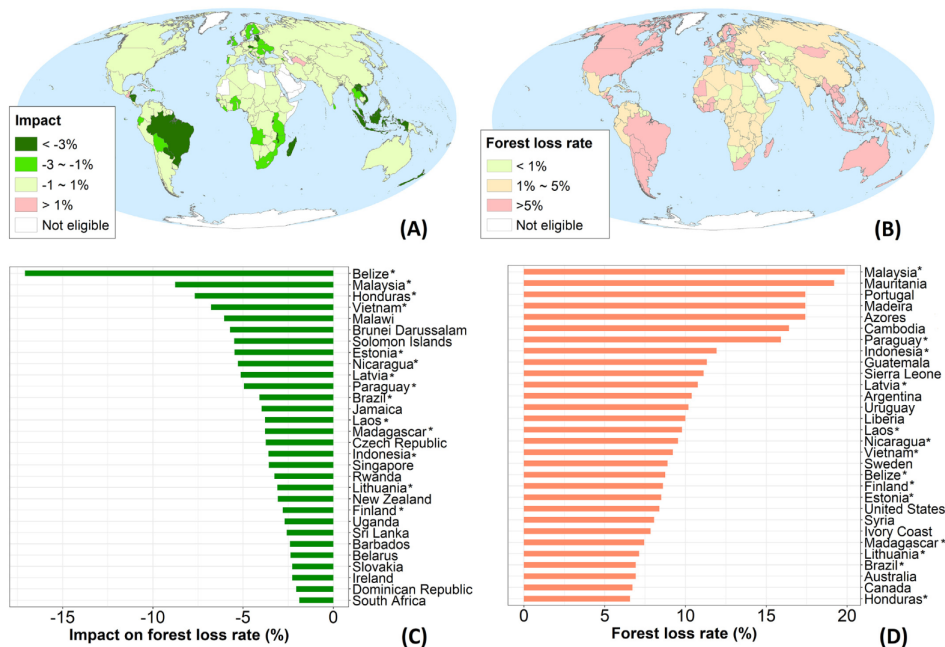 Impact
< -3%
-3 ~ -1%
-1 ~ 1%
> 1%
Not eligible
(A)
Forest loss rate
< 1%
1% ~ 5%
>5%
Not eligible
(B)
Belize*
Malaysia*
Honduras*
Vietnam*
Malawi
Brunei Darussalam
Solomon Islands
Estonia*
Nicaragua*
Latvia*
Paraguay*
Brazil*
Jamaica
Laos*
Madagascar*
Czech Republic
Indonesia*
Singapore
Rwanda
Lithuania*
New Zealand
Finland*
Uganda
Sri Lanka
Barbados
Belarus
Slovakia
Ireland
Dominican Republic
South Africa
-15 -10 -5 0
Impact on forest loss rate (%)
(C)
Malaysia*
Mauritania
Portugal
Madeira
Azores
Cambodia
Paraguay*
Indonesia*
Guatemala
Sierra Leone
Latvia*
Argentina
Uruguay
Liberia
Laos*
Nicaragua*
Vietnam*
Sweden
Belize*
Finland*
Estonia*
United States
Syria
Ivory Coast
Madagascar*
Lithuania*
Brazil*
Australia
Canada
Honduras*
0 5 10 15 20
Forest loss rate (%)
(D)